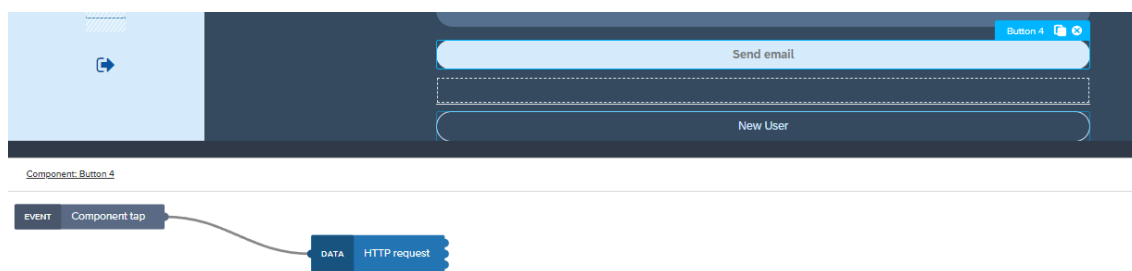 Button 4
Send email
New User
Component: Button 4
EVENT Component tap
DATA HTTP request